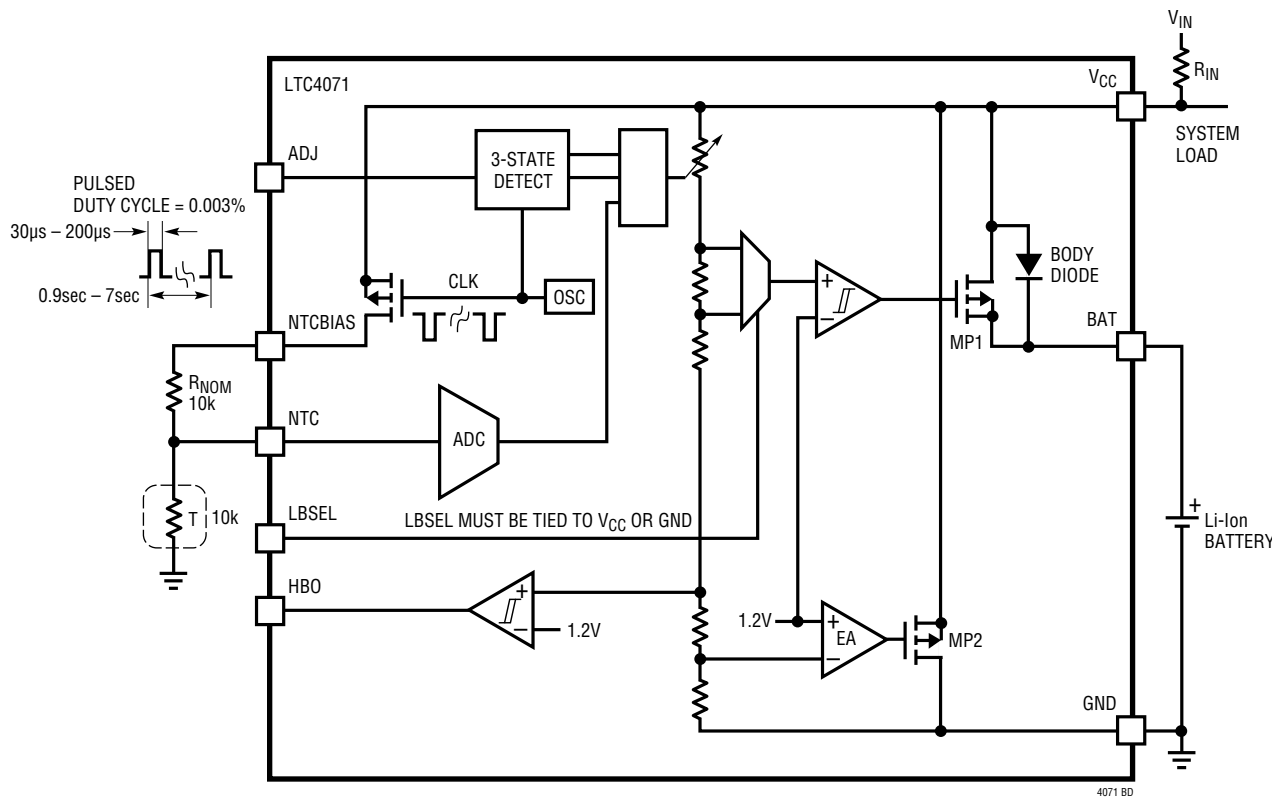 V_IN
R_IN
LTC4071
V_CC
SYSTEM
LOAD
ADJ
3-STATE
DETECT
PULSED
DUTY CYCLE = 0.003%
30µs – 200µs
0.9sec – 7sec
CLK
OSC
NTCBIAS
R_NOM
10k
NTC
ADC
T
10k
LBSEL
LBSEL MUST BE TIED TO V_CC OR GND
HBO
+
–
1.2V
+
–
MP1
BODY
DIODE
BAT
+
Li-Ion
BATTERY
1.2V
+
EA
–
MP2
GND
4071 BD